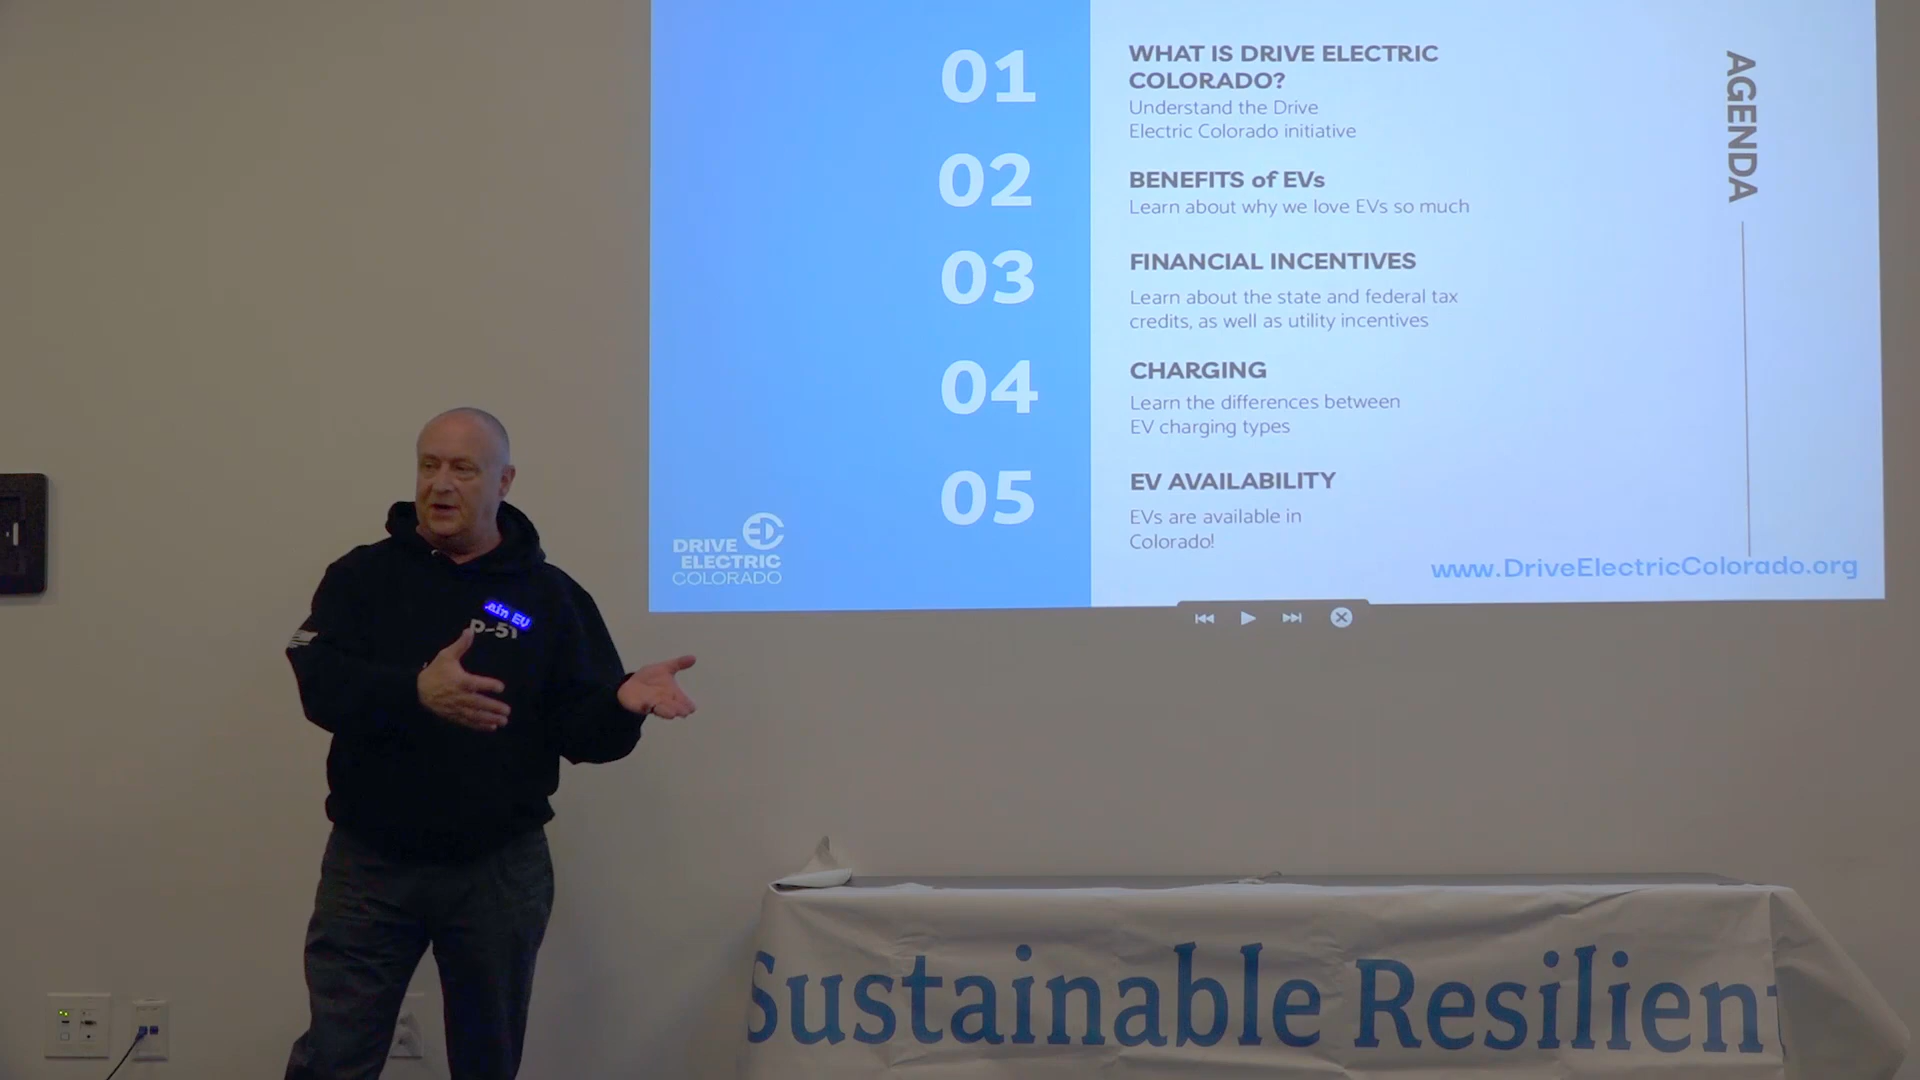 01
WHAT IS DRIVE ELECTRIC
COLORADO?
Understand the Drive
Electric Colorado initiative
02
BENEFITS of EVs
Learn about why we love EVs so much
03
FINANCIAL INCENTIVES
Learn about the state and federal tax
credits, as well as utility incentives
04
CHARGING
Learn the differences between
EV charging types
05
EV AVAILABILITY
EVs are available in
Colorado!
AGENDA
www.DriveElectricColorado.org
DRIVE
ELECTRIC
COLORADO
EV
P-51
Sustainable Resilient